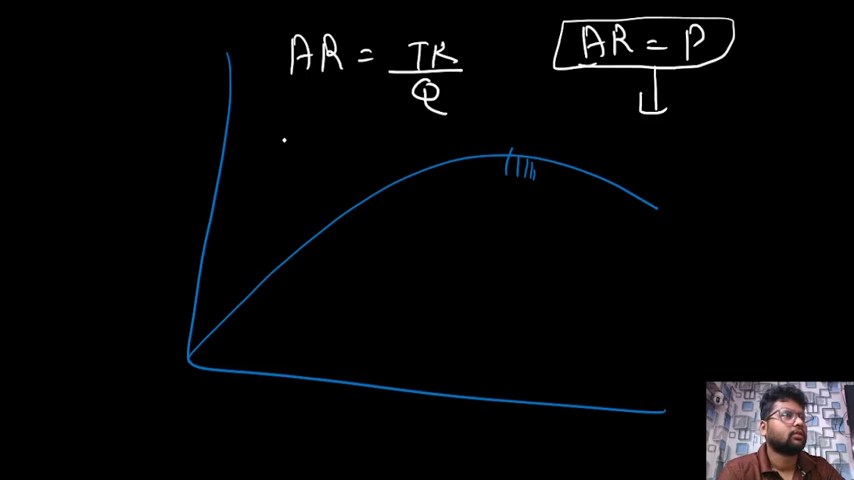 AR = TR
Q
AR = P